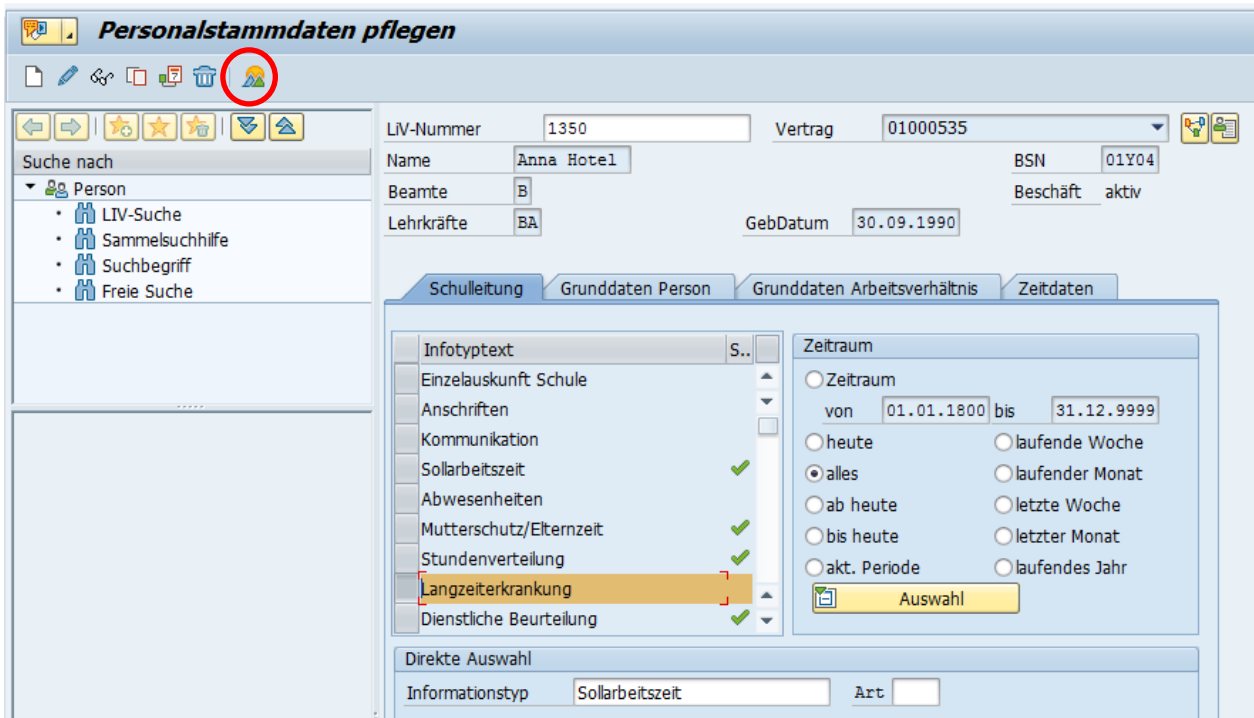 Personalstammdaten pflegen
LiV-Nummer 1350 Vertrag 01000535
Suche nach
Name Anna Hotel BSN 01Y04
Person
Beamte B Beschäft aktiv
LIV-Suche
Lehrkräfte BA GebDatum 30.09.1990
Sammelsuchhilfe
Suchbegriff
Freie Suche
Schulleitung Grunddaten Person Grunddaten Arbeitsverhältnis Zeitdaten
Infotyptext S..
Einzelauskunft Schule
Anschriften
Kommunikation
Sollarbeitszeit
Abwesenheiten
Mutterschutz/Elternzeit
Stundenverteilung
Langzeiterkrankung
Dienstliche Beurteilung
Zeitraum
Zeitraum
von 01.01.1800 bis 31.12.9999
heute laufende Woche
alles laufender Monat
ab heute letzte Woche
bis heute letzter Monat
akt. Periode laufendes Jahr
Auswahl
Direkte Auswahl
Informationstyp Sollarbeitszeit Art